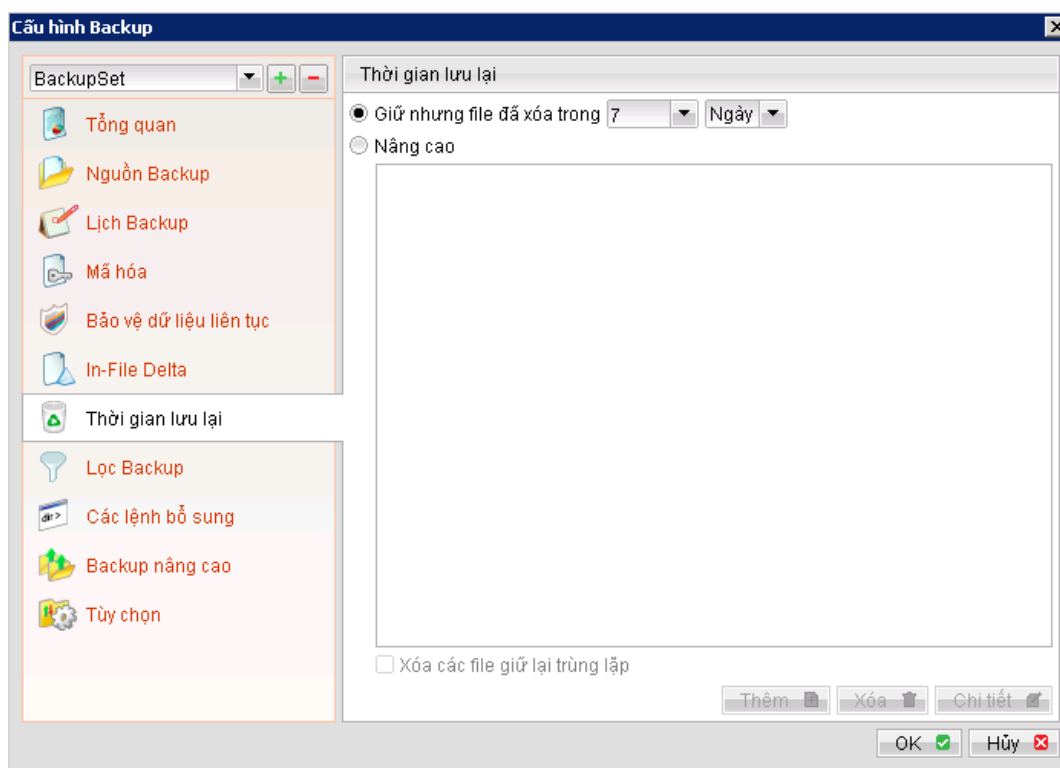 Cấu hình Backup
BackupSet
Tổng quan
Nguồn Backup
Lịch Backup
Mã hóa
Bảo vệ dữ liệu liên tục
In-File Delta
Thời gian lưu lại
Lọc Backup
dir>
Các lệnh bổ sung
Backup nâng cao
Tùy chọn
Thời gian lưu lại
Giữ nhưng file đã xóa trong 7 Ngày
Nâng cao
Xóa các file giữ lại trùng lặp
Thêm Xóa Chi tiết
OK Hủy